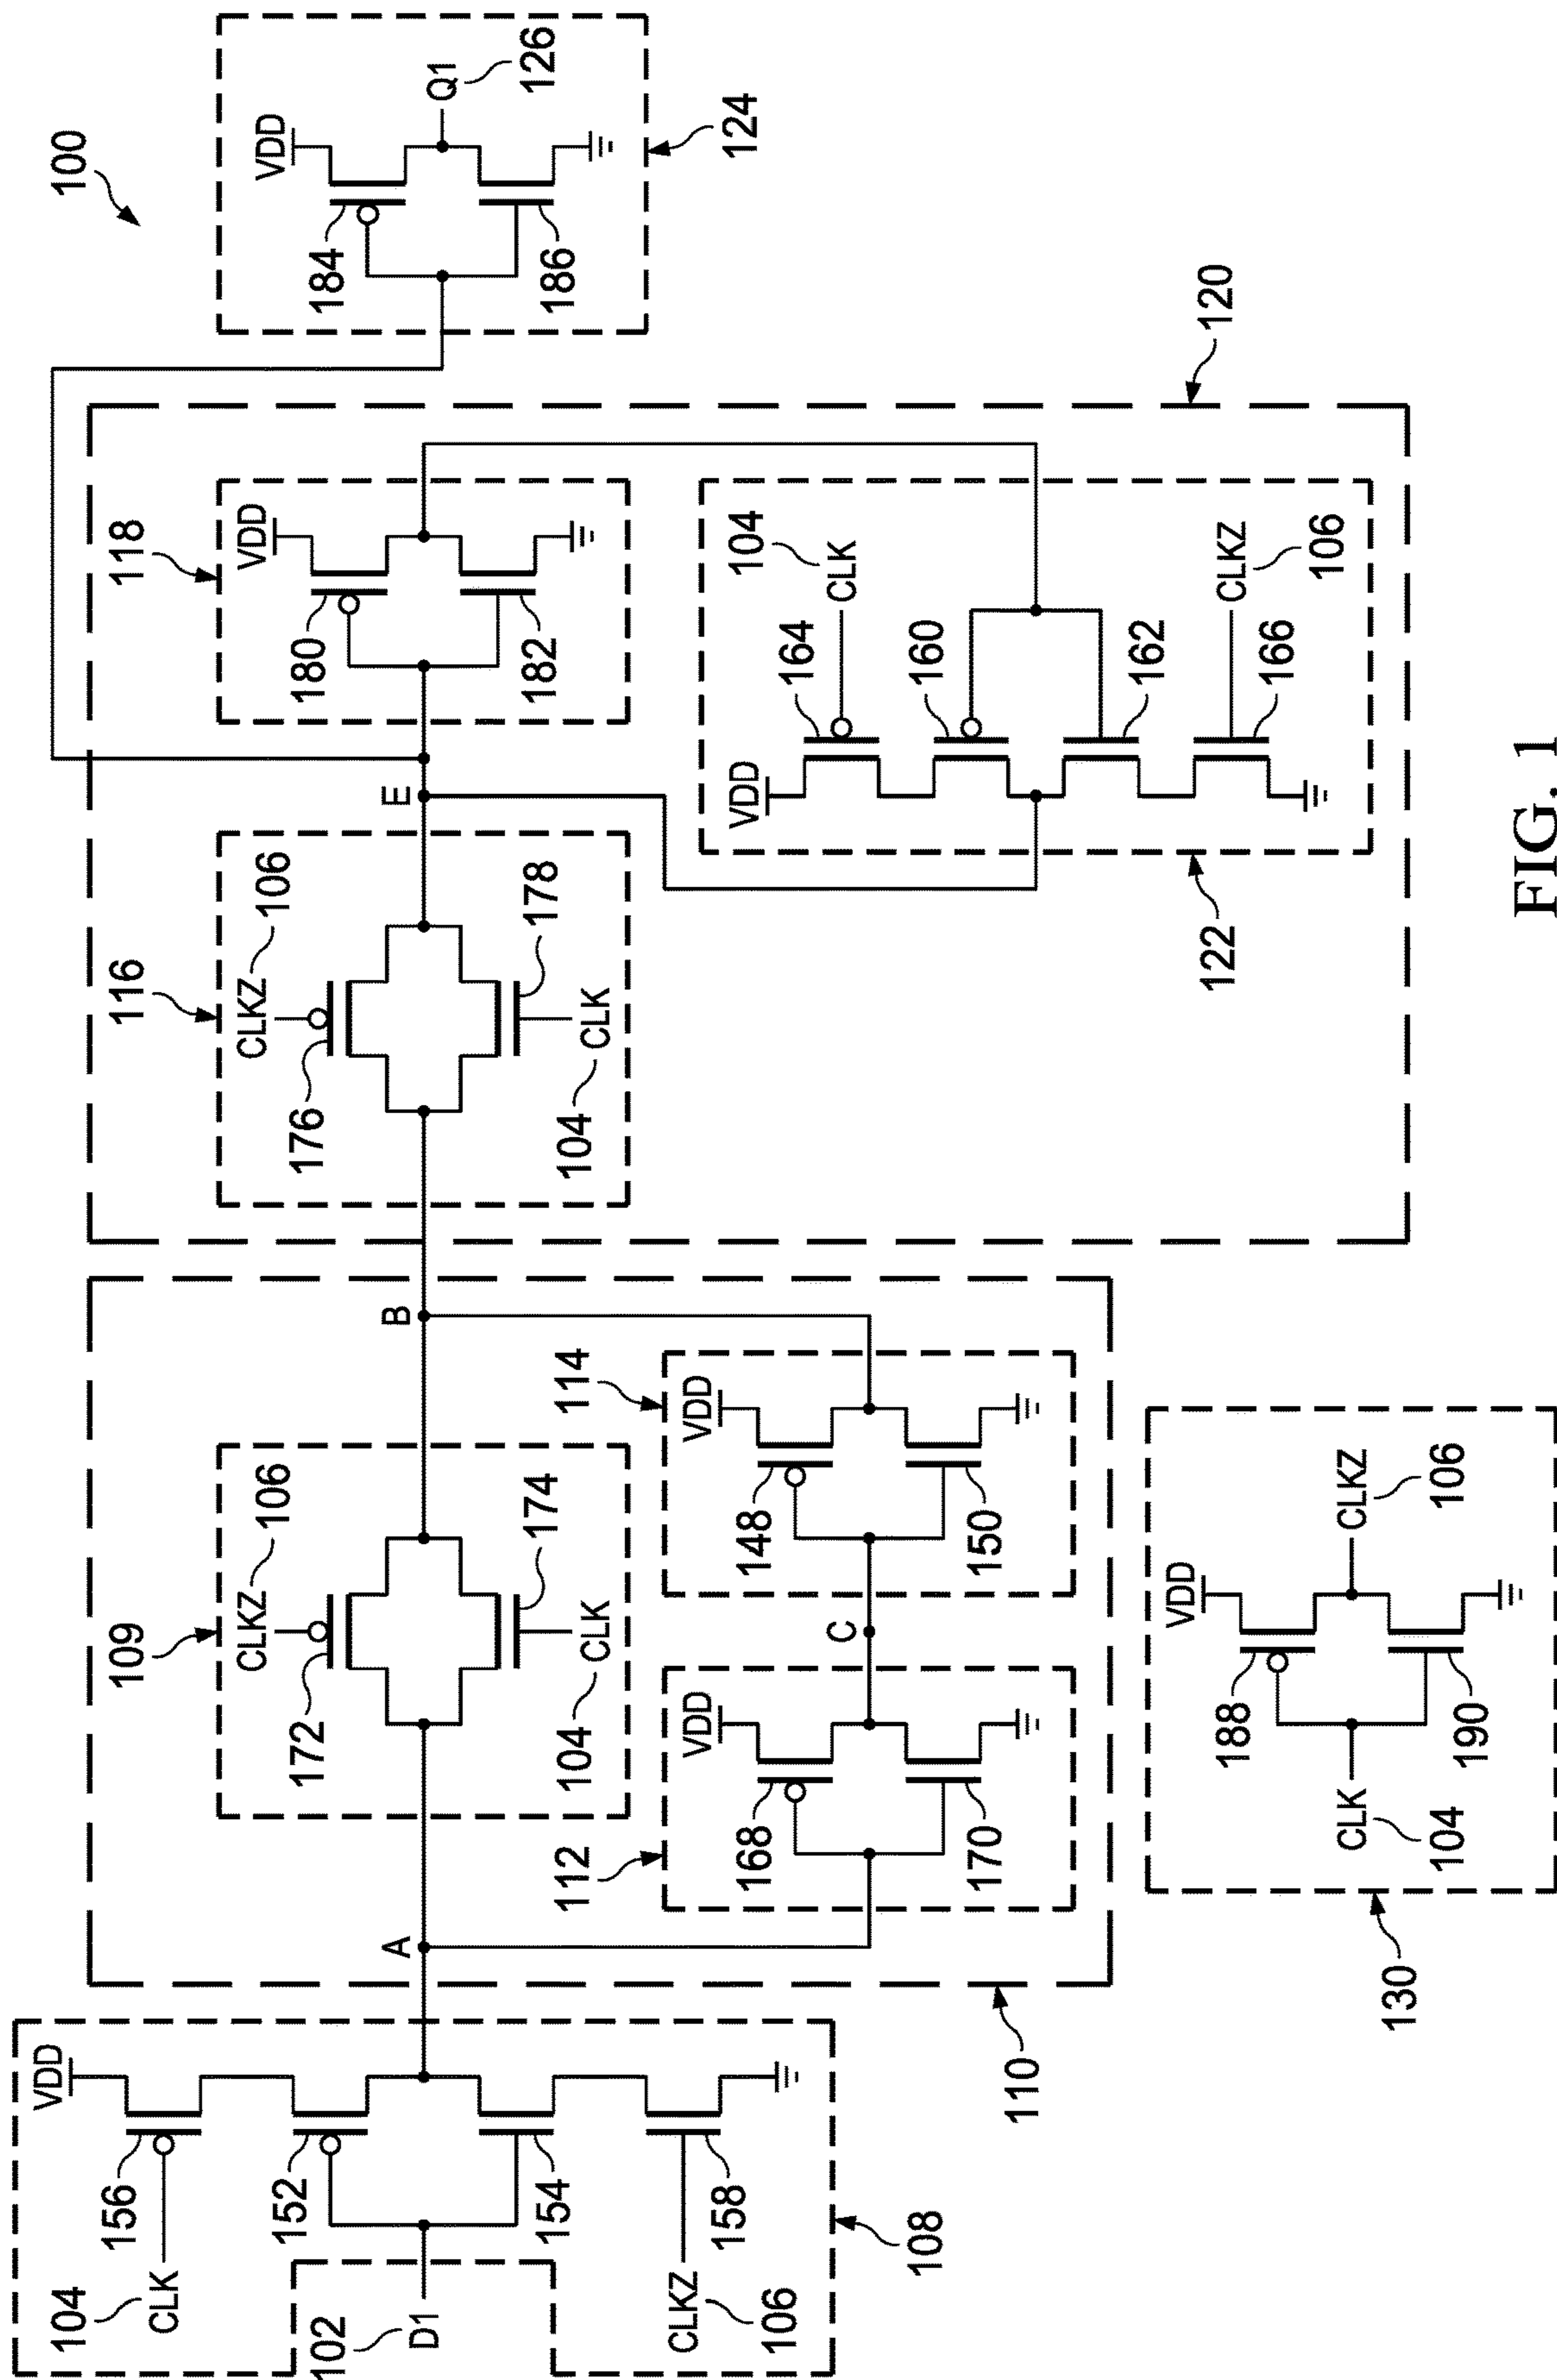 100
VDD
184
186
Q1
126
124
118
VDD
180
182
116
CLKZ
106
176
178
104
CLK
E
120
104
CLK
164
160
162
166
VDD
CLKZ
106
122
B
109
CLKZ
106
172
174
104
CLK
114
VDD
148
150
C
112
VDD
168
170
A
110
VDD
156
152
154
158
104
CLK
102
D1
CLKZ
106
108
VDD
188
190
CLKZ
106
CLK
104
130
FIG. 1